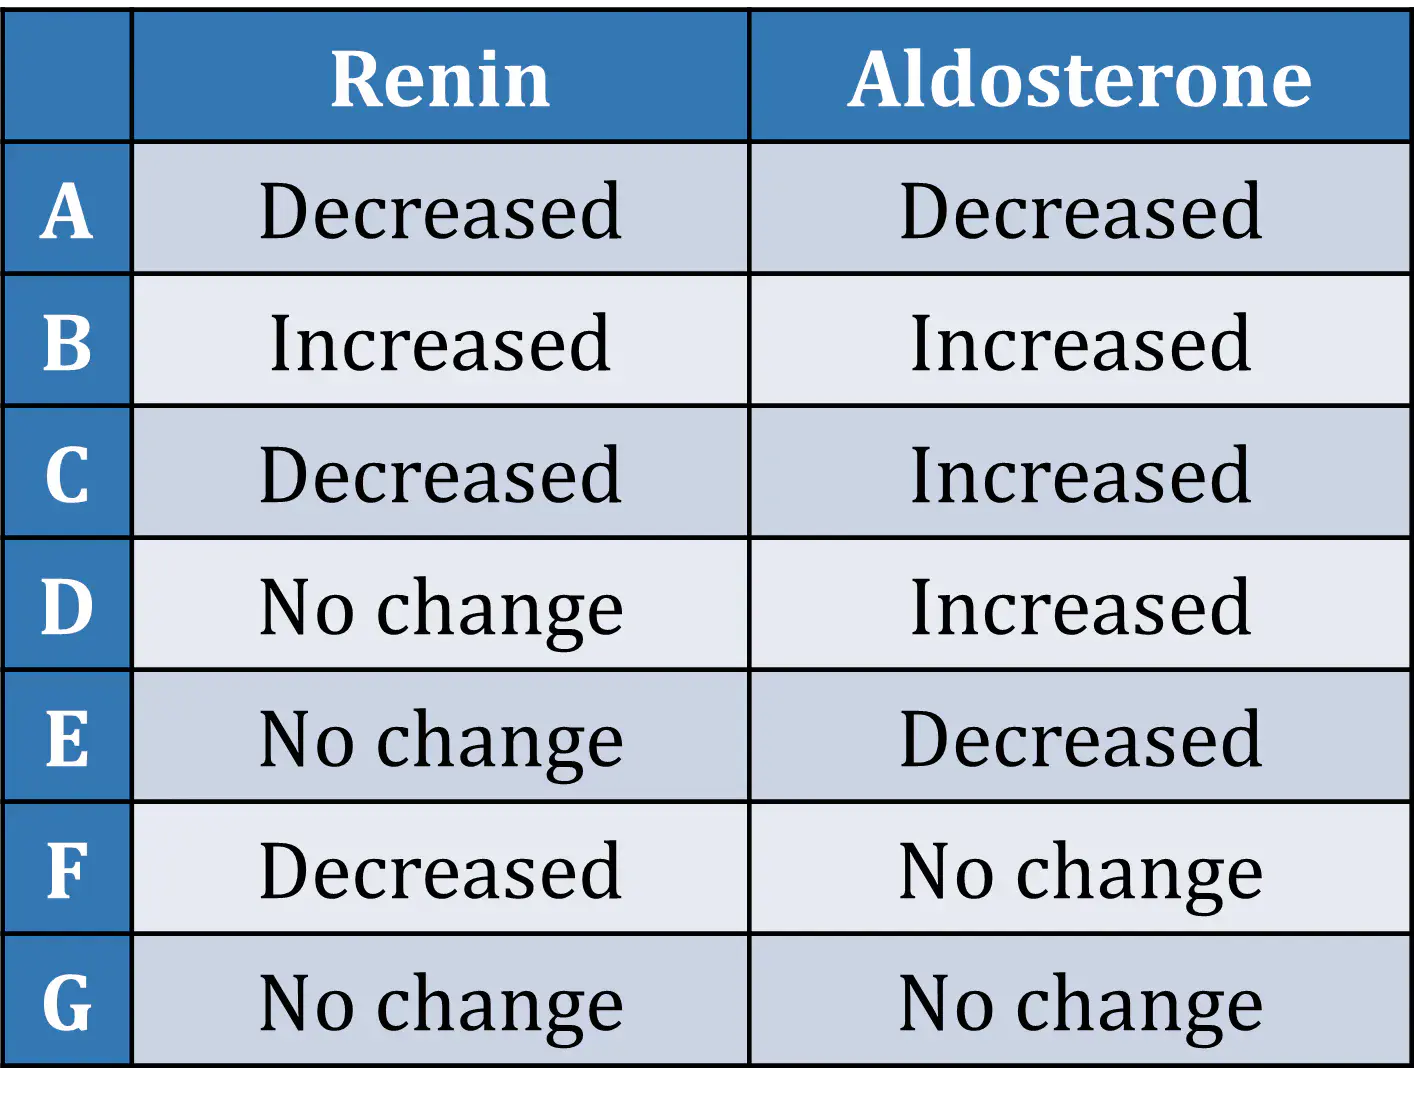 Renin Aldosterone
A Decreased Decreased
B Increased Increased
C Decreased Increased
D No change Increased
E No change Decreased
F Decreased No change
G No change No change